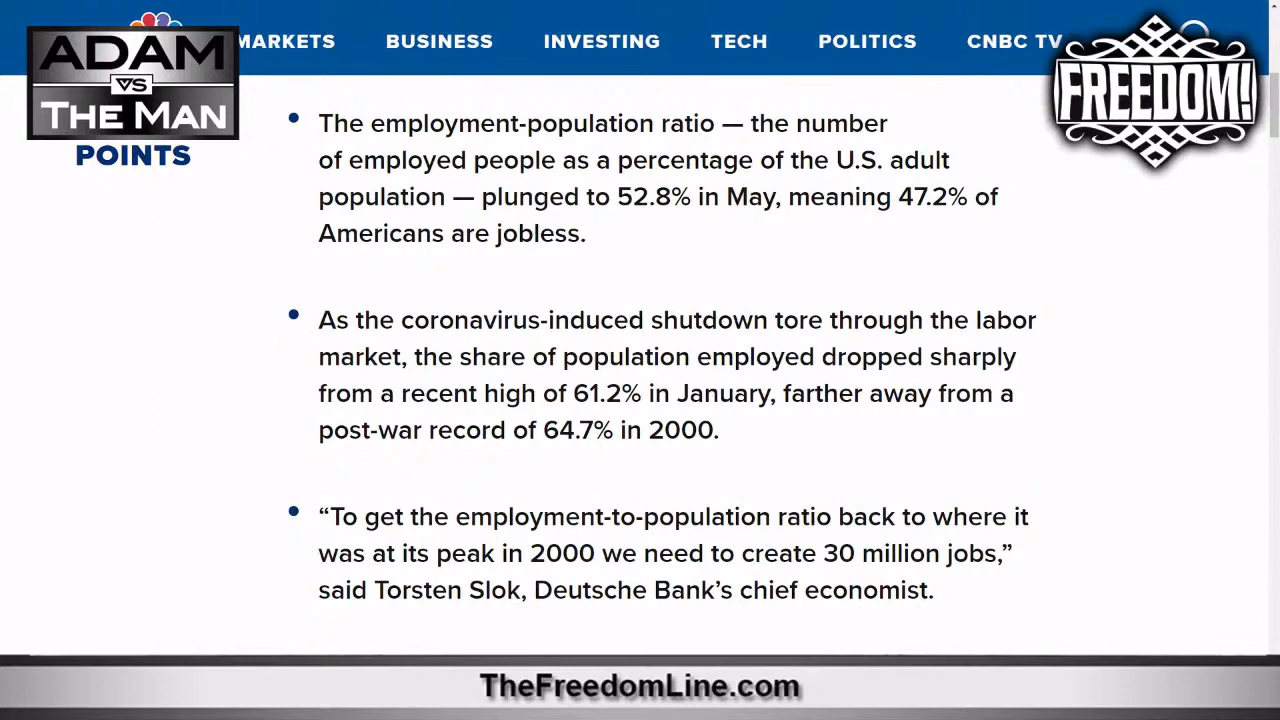 MARKETS BUSINESS INVESTING TECH POLITICS CNBC TV
ADAM
VS
THE MAN
FREEDOM!
POINTS
The employment-population ratio — the number
of employed people as a percentage of the U.S. adult
population — plunged to 52.8% in May, meaning 47.2% of
Americans are jobless.
As the coronavirus-induced shutdown tore through the labor
market, the share of population employed dropped sharply
from a recent high of 61.2% in January, farther away from a
post-war record of 64.7% in 2000.
“To get the employment-to-population ratio back to where it
was at its peak in 2000 we need to create 30 million jobs,”
said Torsten Slok, Deutsche Bank’s chief economist.
TheFreedomLine.com